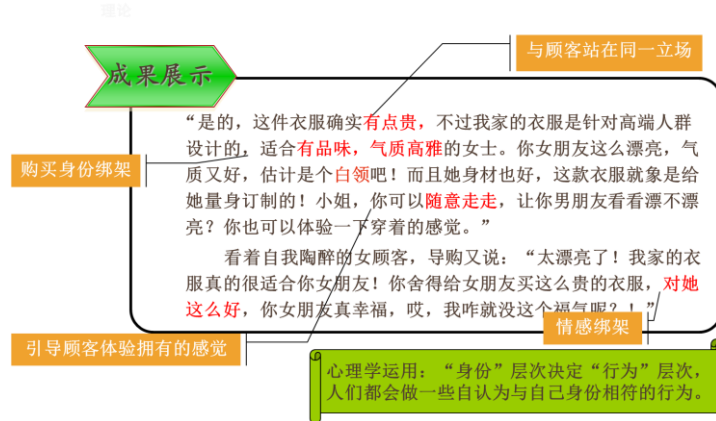 理论
与顾客站在同一立场
成果展示
“是的，这件衣服确实有点贵，不过我家的衣服是针对高端人群
设计的，适合有品味，气质高雅的女士。你女朋友这么漂亮，气
质又好，估计是个白领吧！而且她身材也好，这款衣服就象是给
她量身订制的！小姐，你可以随意走走，让你男朋友看看漂不漂
亮？你也可以体验一下穿着的感觉。”
购买身份绑架
看着自我陶醉的女顾客，导购又说：“太漂亮了！我家的衣
服真的很适合你女朋友！你舍得给女朋友买这么贵的衣服，对她
这么好，你女朋友真幸福，哎，我咋就没这个福气呢？！”
情感绑架
引导顾客体验拥有的感觉
心理学运用：“身份”层次决定“行为”层次，
人们都会做一些自认为与自己身份相符的行为。